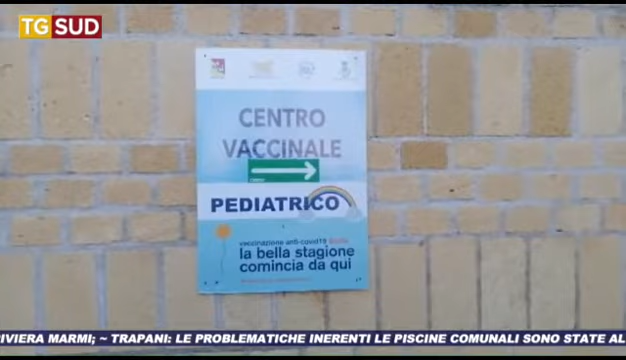 TG SUD
CENTRO
VACCINALE
PEDIATRICO
vaccinazione anti-covid19
la bella stagione
comincia da qui
RIVIERA MARMI; ~ TRAPANI: LE PROBLEMATICHE INERENTI LE PISCINE COMUNALI SONO STATE AL